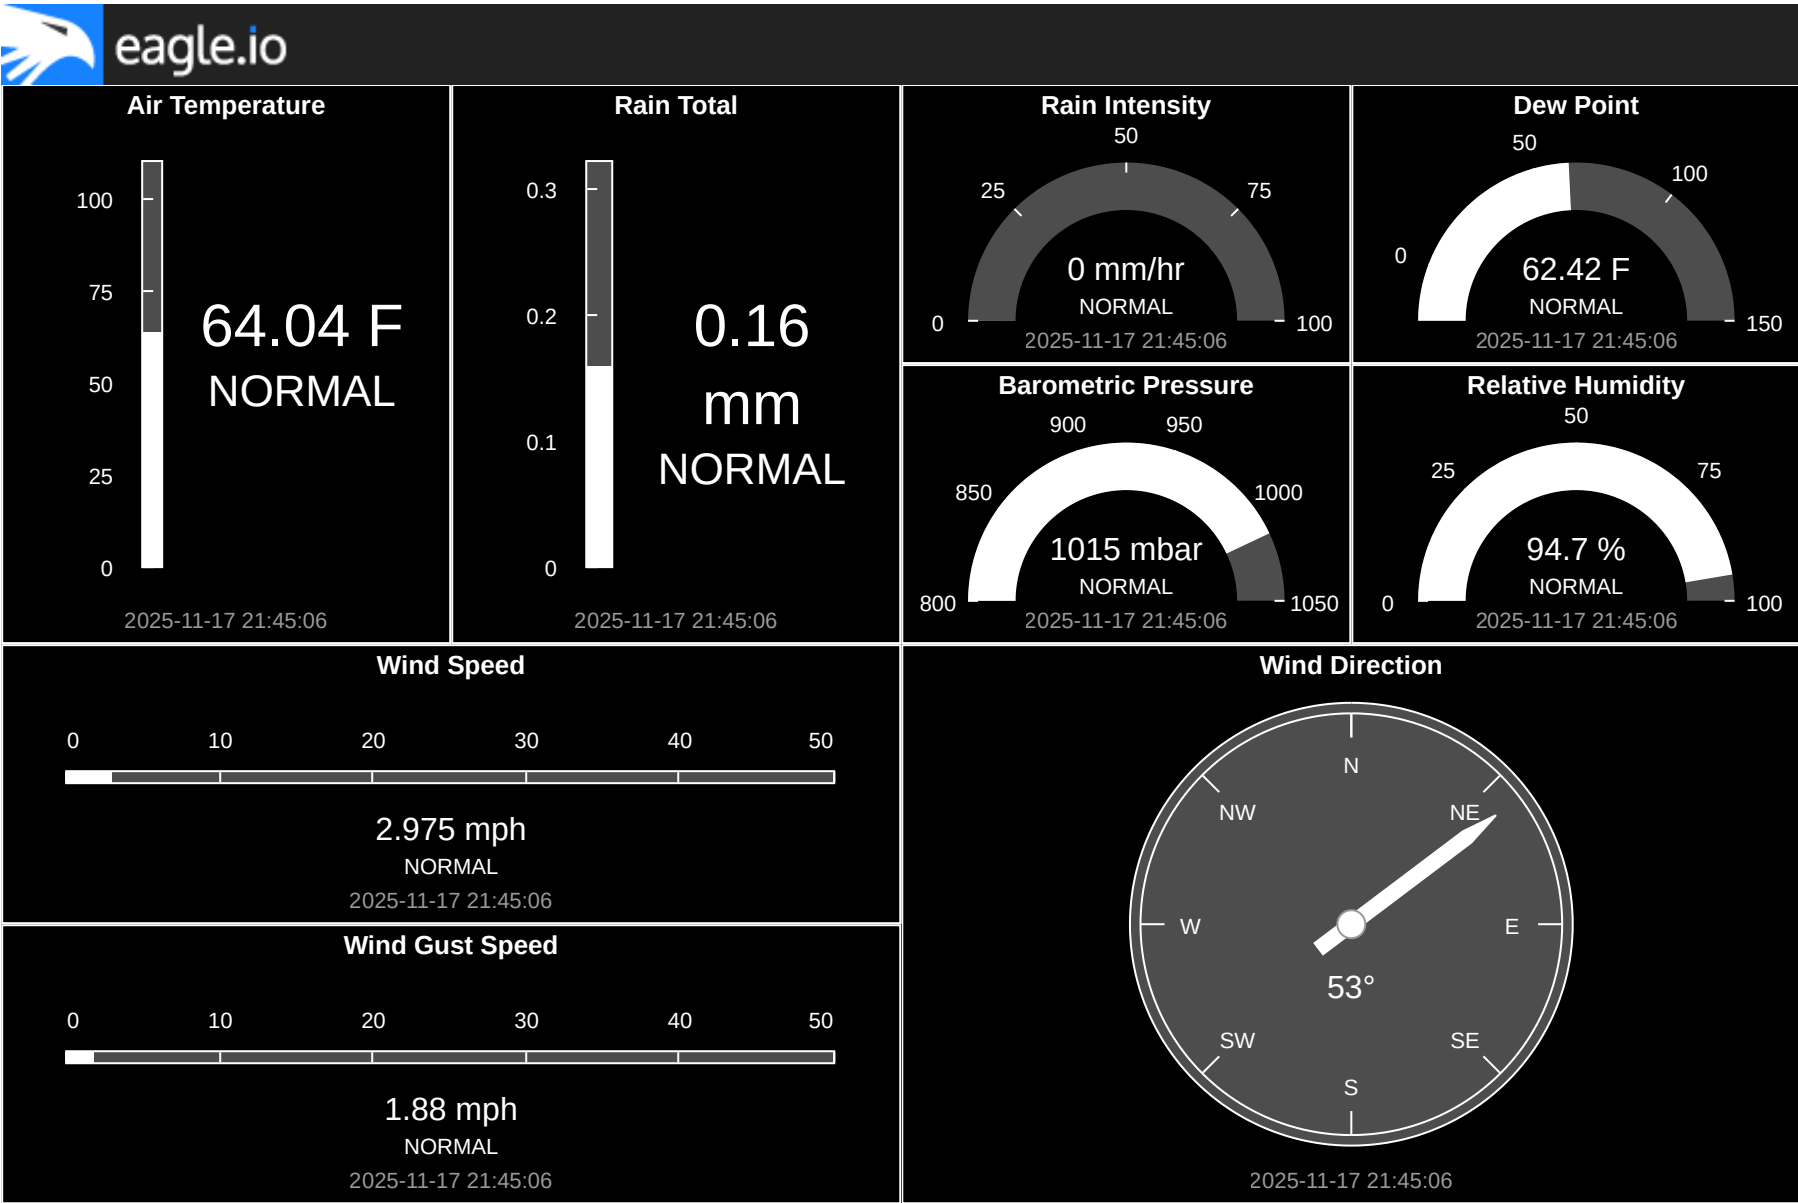 eagle.io
Air Temperature
100
75
50
25
0
64.04 F
NORMAL
2025-11-17 21:45:06
Rain Total
0.3
0.2
0.1
0
0.16
mm
NORMAL
2025-11-17 21:45:06
Rain Intensity
0
25
50
75
100
0 mm/hr
NORMAL
2025-11-17 21:45:06
Dew Point
0
50
100
150
62.42 F
NORMAL
2025-11-17 21:45:06
Barometric Pressure
800
850
900
950
1000
1050
1015 mbar
NORMAL
2025-11-17 21:45:06
Relative Humidity
0
25
50
75
100
94.7 %
NORMAL
2025-11-17 21:45:06
Wind Speed
0 10 20 30 40 50
2.975 mph
NORMAL
2025-11-17 21:45:06
Wind Gust Speed
0 10 20 30 40 50
1.88 mph
NORMAL
2025-11-17 21:45:06
Wind Direction
N
NW NE
W E
53°
SW SE
S
2025-11-17 21:45:06